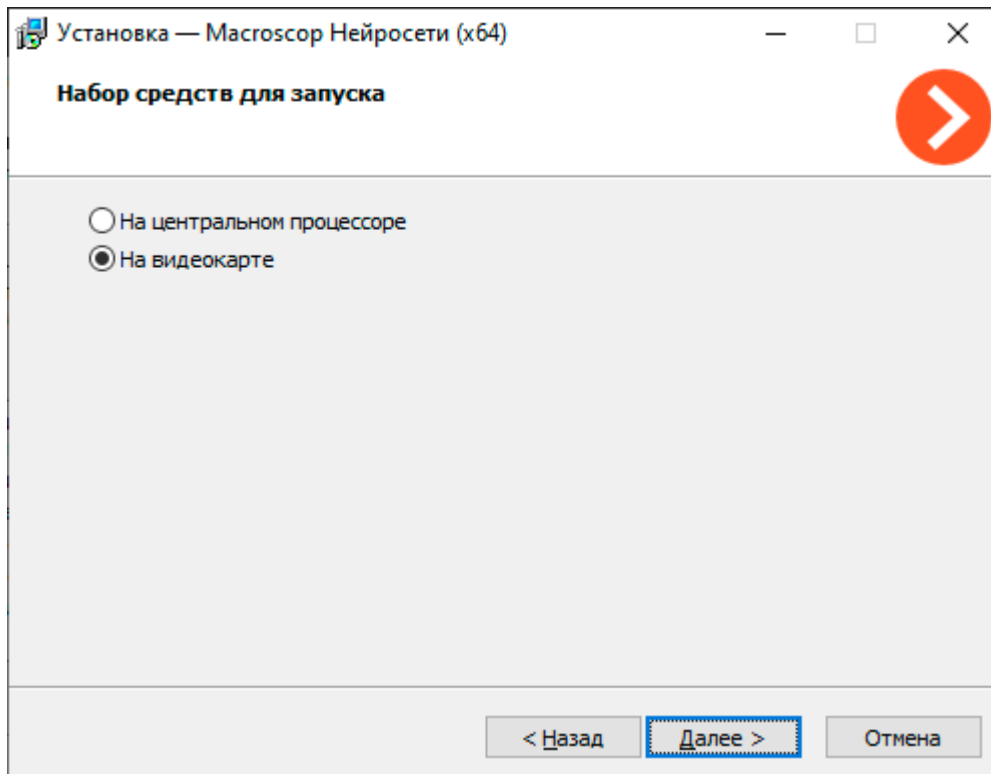 Установка — Macroscop Нейросети (x64)
Набор средств для запуска
На центральном процессоре
На видеокарте
< Назад Далее > Отмена